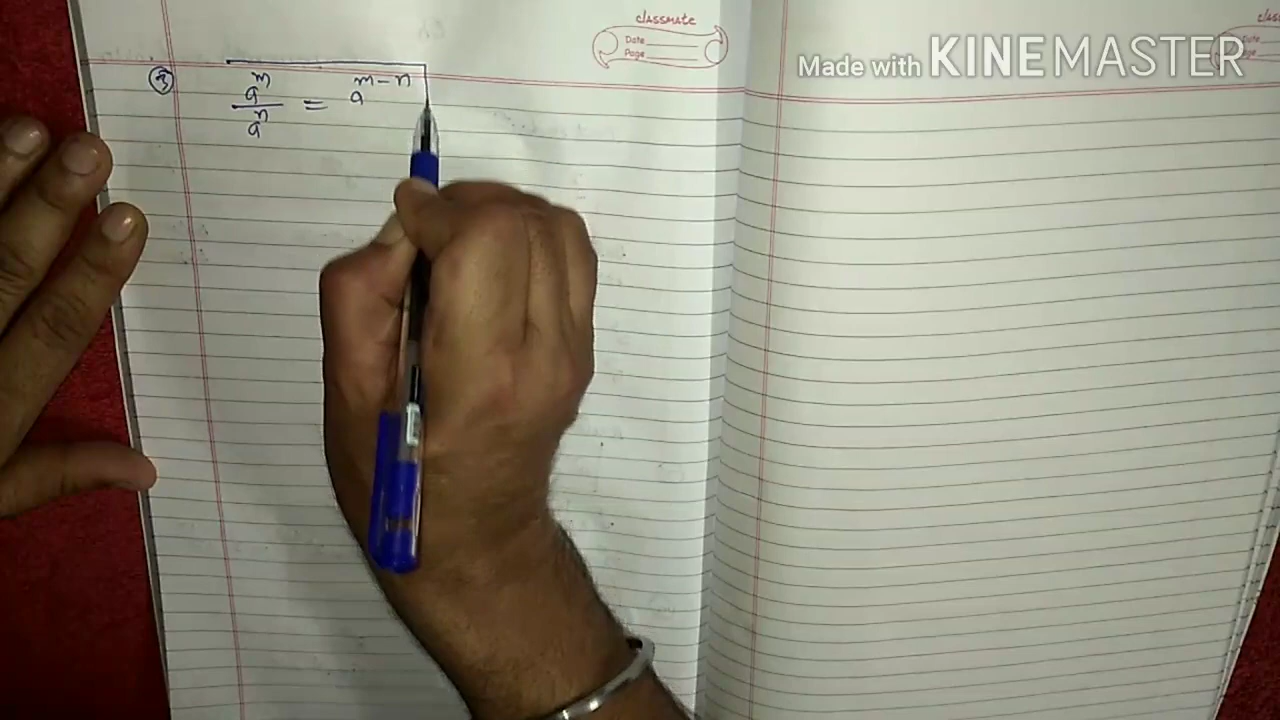 classmate
Date
Page
Made with KINEMASTER
③ a^m / a^n = a^(m-n)